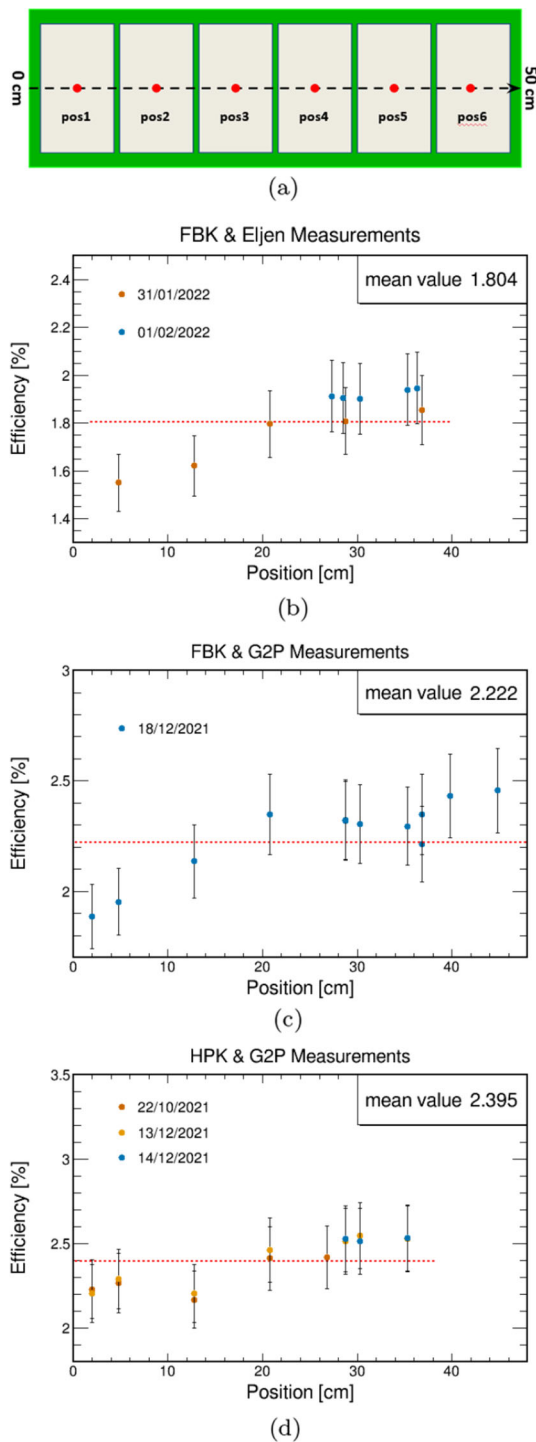 0 cm
50 cm
pos1 pos2 pos3 pos4 pos5 pos6
(a)
FBK & Eljen Measurements
mean value 1.804
31/01/2022
01/02/2022
Efficiency [%]
2.4
2.2
2
1.8
1.6
1.4
0 10 20 30 40
Position [cm]
(b)
FBK & G2P Measurements
mean value 2.222
18/12/2021
Efficiency [%]
3
2.5
2
0 10 20 30 40
Position [cm]
(c)
HPK & G2P Measurements
mean value 2.395
22/10/2021
13/12/2021
14/12/2021
Efficiency [%]
3.5
3
2.5
2
0 10 20 30 40
Position [cm]
(d)